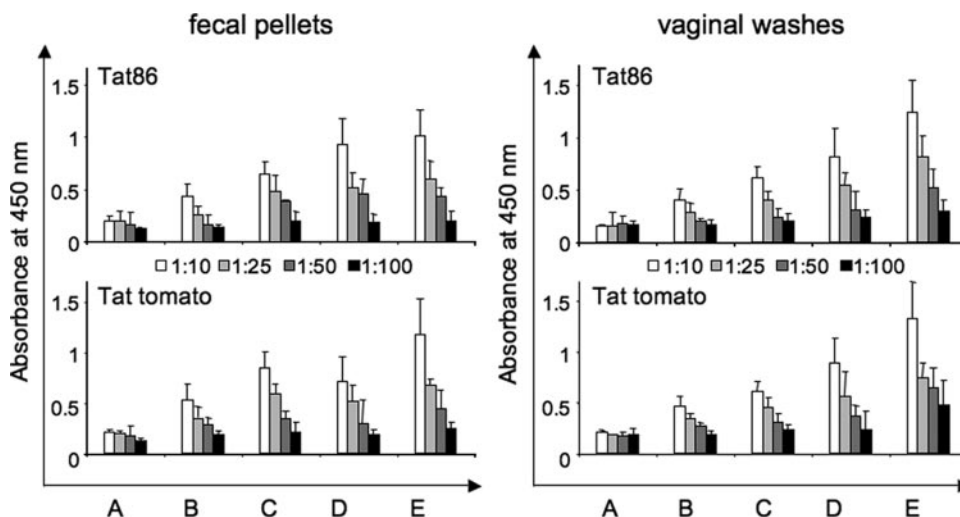 fecal pellets
vaginal washes
Absorbance at 450 nm
Tat86
1.5
1
0.5
0
1:10 1:25 1:50 1:100
Tat tomato
1.5
1
0.5
0
A B C D E
Absorbance at 450 nm
Tat86
1.5
1
0.5
0
1:10 1:25 1:50 1:100
Tat tomato
1.5
1
0.5
0
A B C D E